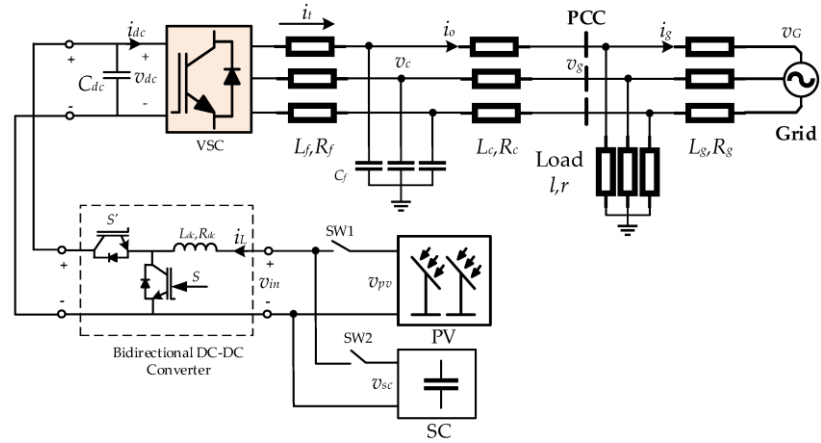 i_t
PCC
i_dc
i_o
i_g
v_G
+
+
C_dc
v_dc
v_c
v_g
-
-
VSC
L_f,R_f
L_c,R_c
L_g,R_g
Grid
C_f
Load
l,r
S'
L_dc,R_dc
i_L
SW1
+
+
S
v_in
v_pv
-
-
PV
SW2
Bidirectional DC-DC
Converter
v_sc
SC